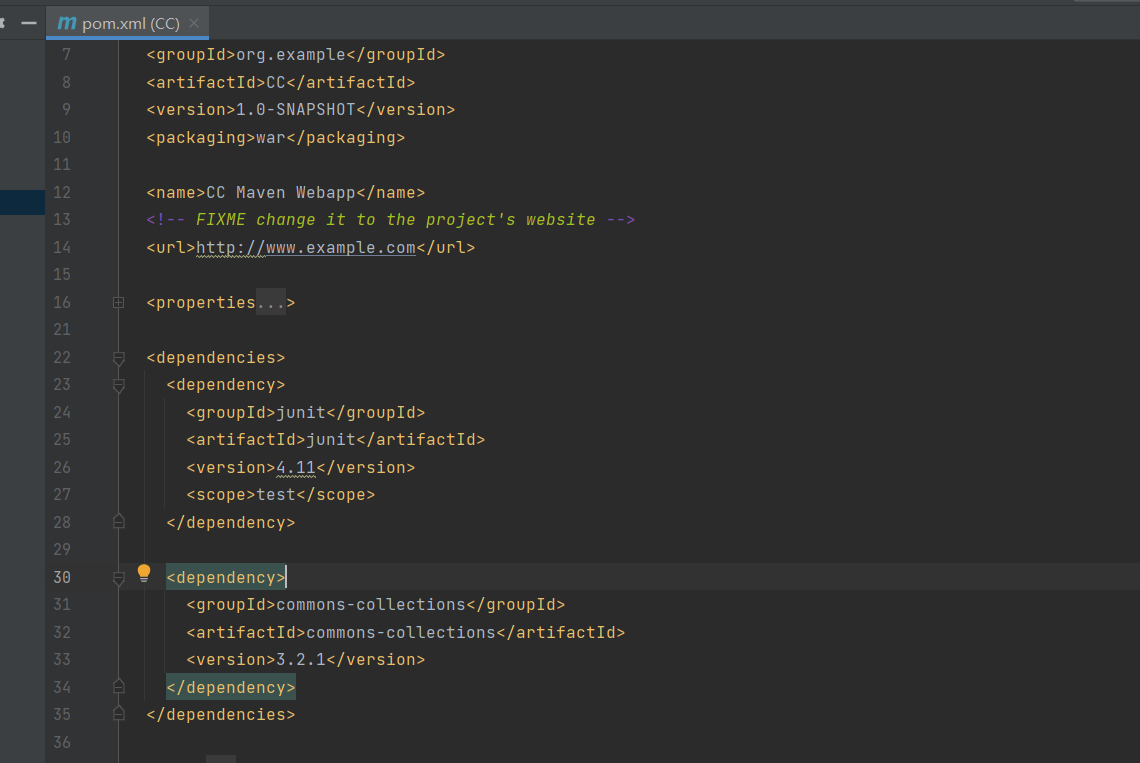 m pom.xml (CC) ×
7 <groupId>org.example</groupId>
8 <artifactId>CC</artifactId>
9 <version>1.0-SNAPSHOT</version>
10 <packaging>war</packaging>
11
12 <name>CC Maven Webapp</name>
13 <!-- FIXME change it to the project's website -->
14 <url>http://www.example.com</url>
15
16 <properties...>
21
22 <dependencies>
23 <dependency>
24 <groupId>junit</groupId>
25 <artifactId>junit</artifactId>
26 <version>4.11</version>
27 <scope>test</scope>
28 </dependency>
29
30 <dependency>
31 <groupId>commons-collections</groupId>
32 <artifactId>commons-collections</artifactId>
33 <version>3.2.1</version>
34 </dependency>
35 </dependencies>
36